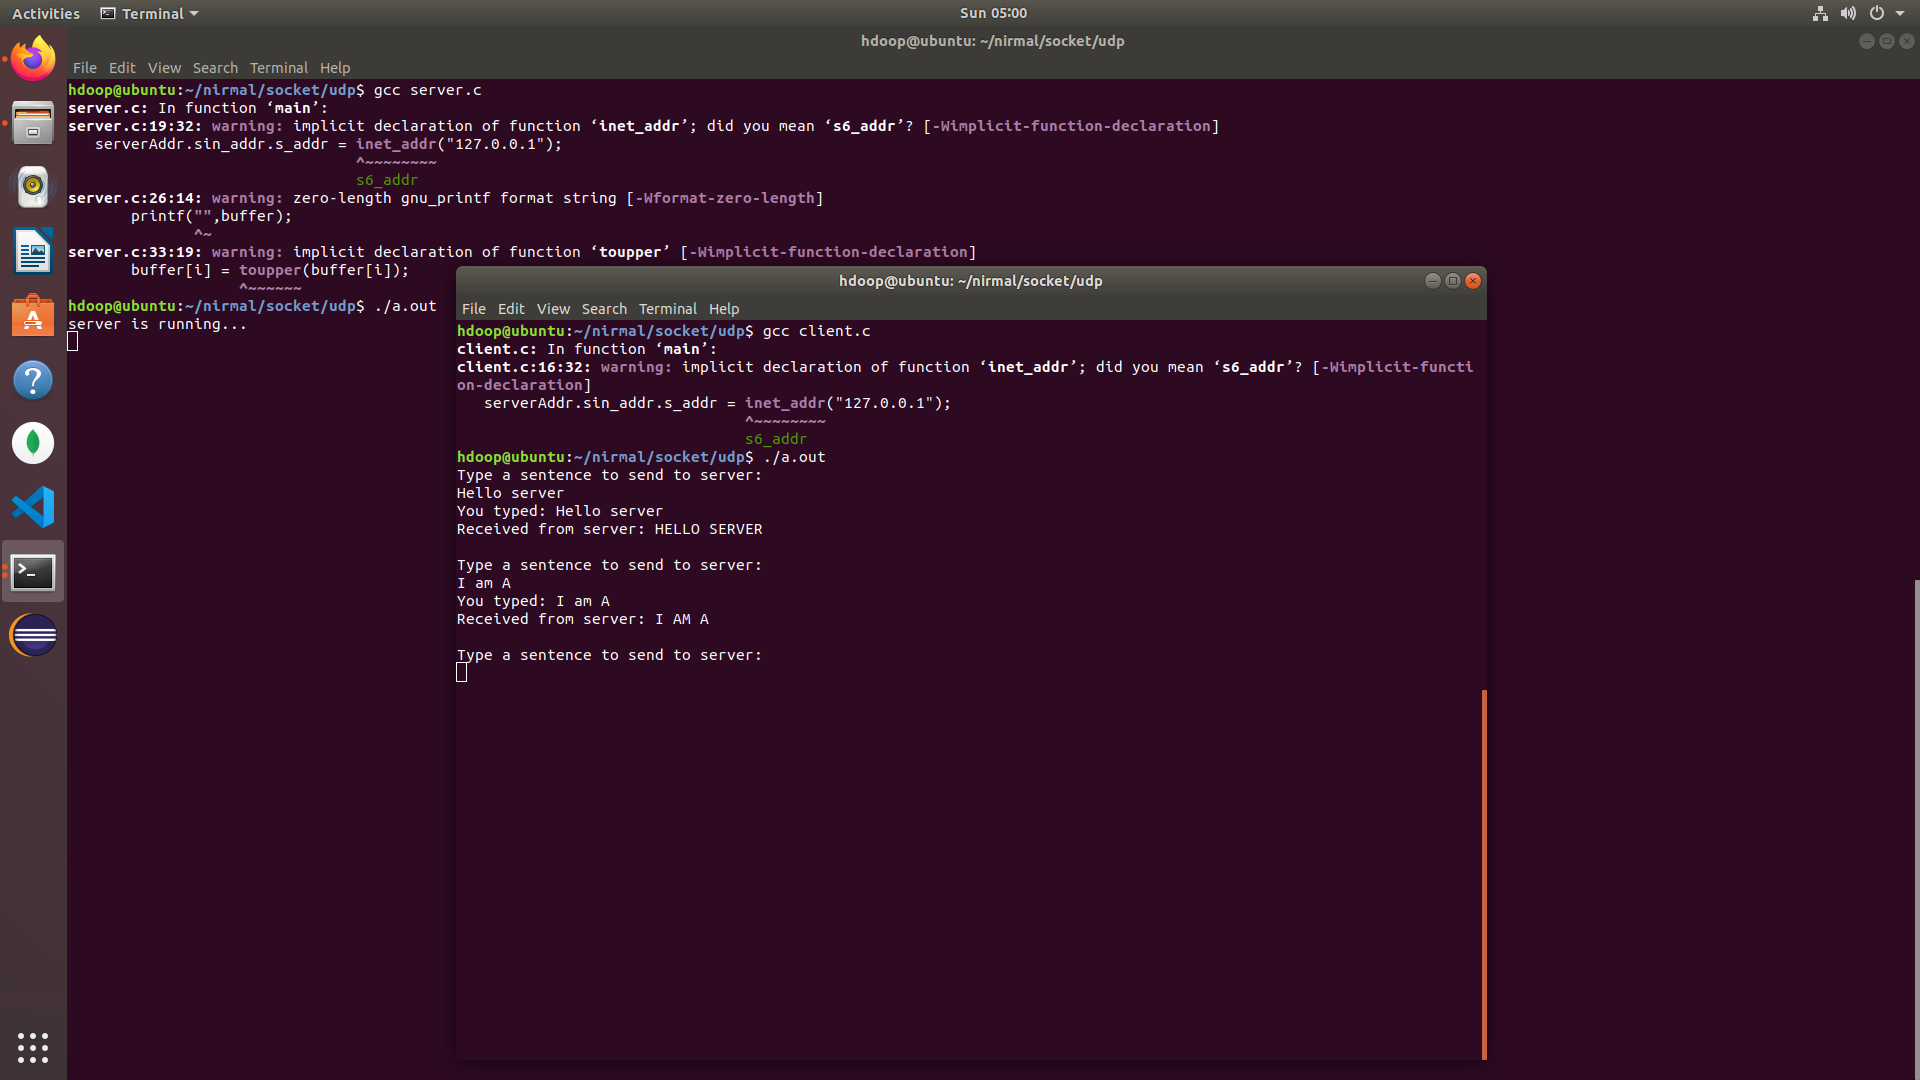 Activities Terminal Sun 05:00
hdoop@ubuntu: ~/nirmal/socket/udp
File Edit View Search Terminal Help
hdoop@ubuntu:~/nirmal/socket/udp$ gcc server.c
server.c: In function ‘main’:
server.c:19:32: warning: implicit declaration of function ‘inet_addr’; did you mean ‘s6_addr’? [-Wimplicit-function-declaration]
   serverAddr.sin_addr.s_addr = inet_addr("127.0.0.1");
                                ^~~~~~~~~
                                s6_addr
server.c:26:14: warning: zero-length gnu_printf format string [-Wformat-zero-length]
       printf("",buffer);
              ^~
server.c:33:19: warning: implicit declaration of function ‘toupper’ [-Wimplicit-function-declaration]
       buffer[i] = toupper(buffer[i]);
                   ^~~~~~~
hdoop@ubuntu:~/nirmal/socket/udp$ ./a.out
server is running...
hdoop@ubuntu: ~/nirmal/socket/udp
File Edit View Search Terminal Help
hdoop@ubuntu:~/nirmal/socket/udp$ gcc client.c
client.c: In function ‘main’:
client.c:16:32: warning: implicit declaration of function ‘inet_addr’; did you mean ‘s6_addr’? [-Wimplicit-functi
on-declaration]
   serverAddr.sin_addr.s_addr = inet_addr("127.0.0.1");
                                ^~~~~~~~~
                                s6_addr
hdoop@ubuntu:~/nirmal/socket/udp$ ./a.out
Type a sentence to send to server:
Hello server
You typed: Hello server
Received from server: HELLO SERVER
Type a sentence to send to server:
I am A
You typed: I am A
Received from server: I AM A
Type a sentence to send to server: